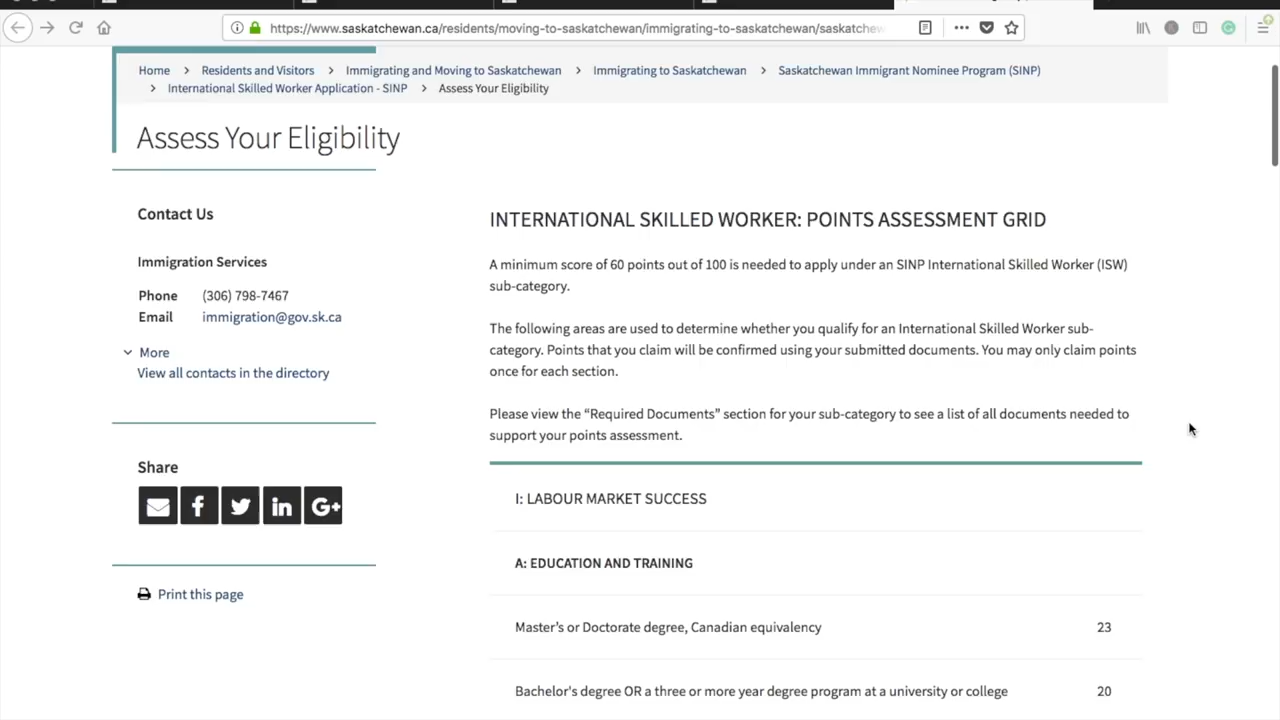 https://www.saskatchewan.ca/residents/moving-to-saskatchewan/immigrating-to-saskatchewan/saskatchew
Home > Residents and Visitors > Immigrating and Moving to Saskatchewan > Immigrating to Saskatchewan > Saskatchewan Immigrant Nominee Program (SINP)
> International Skilled Worker Application - SINP > Assess Your Eligibility
Assess Your Eligibility
Contact Us
Immigration Services
Phone (306) 798-7467
Email immigration@gov.sk.ca
More
View all contacts in the directory
Share
G+
Print this page
INTERNATIONAL SKILLED WORKER: POINTS ASSESSMENT GRID
A minimum score of 60 points out of 100 is needed to apply under an SINP International Skilled Worker (ISW)
sub-category.
The following areas are used to determine whether you qualify for an International Skilled Worker sub-
category. Points that you claim will be confirmed using your submitted documents. You may only claim points
once for each section.
Please view the “Required Documents” section for your sub-category to see a list of all documents needed to
support your points assessment.
I: LABOUR MARKET SUCCESS
A: EDUCATION AND TRAINING
Master's or Doctorate degree, Canadian equivalency 23
Bachelor's degree OR a three or more year degree program at a university or college 20